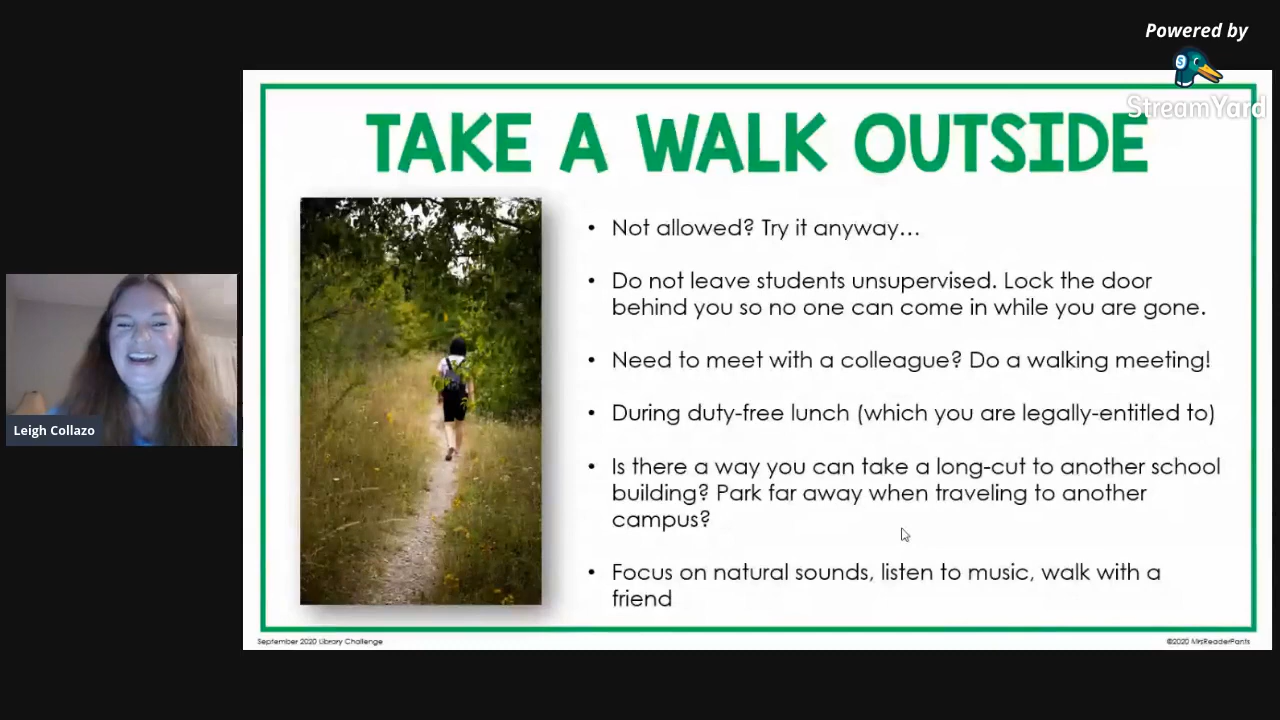 Powered by
StreamYard
TAKE A WALK OUTSIDE
• Not allowed? Try it anyway…
• Do not leave students unsupervised. Lock the door
behind you so no one can come in while you are gone.
• Need to meet with a colleague? Do a walking meeting!
• During duty-free lunch (which you are legally-entitled to)
• Is there a way you can take a long-cut to another school
building? Park far away when traveling to another
campus?
• Focus on natural sounds, listen to music, walk with a
friend
Leigh Collazo
September 2020 Library Challenge
©2020 MrsReaderPants